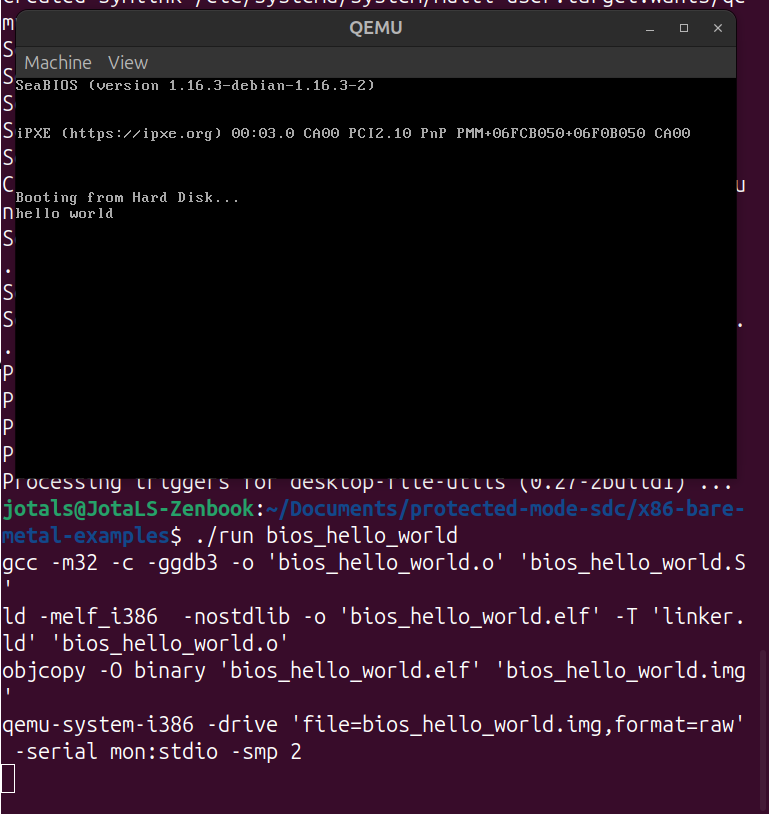 QEMU
Machine View
SeaBIOS (version 1.16.3-debian-1.16.3-2)
iPXE (https://ipxe.org) 00:03.0 CA00 PCI2.10 PnP PMM+06FCB050+06F0B050 CA00
Booting from Hard Disk...
hello world
Processing triggers for desktop-file-utils (0.27-2build1) ...
jotals@JotaLS-Zenbook:~/Documents/protected-mode-sdc/x86-bare-
metal-examples$ ./run bios_hello_world
gcc -m32 -c -ggdb3 -o 'bios_hello_world.o' 'bios_hello_world.S
'
ld -melf_i386  -nostdlib -o 'bios_hello_world.elf' -T 'linker.
ld' 'bios_hello_world.o'
objcopy -O binary 'bios_hello_world.elf' 'bios_hello_world.img
'
qemu-system-i386 -drive 'file=bios_hello_world.img,format=raw'
 -serial mon:stdio -smp 2